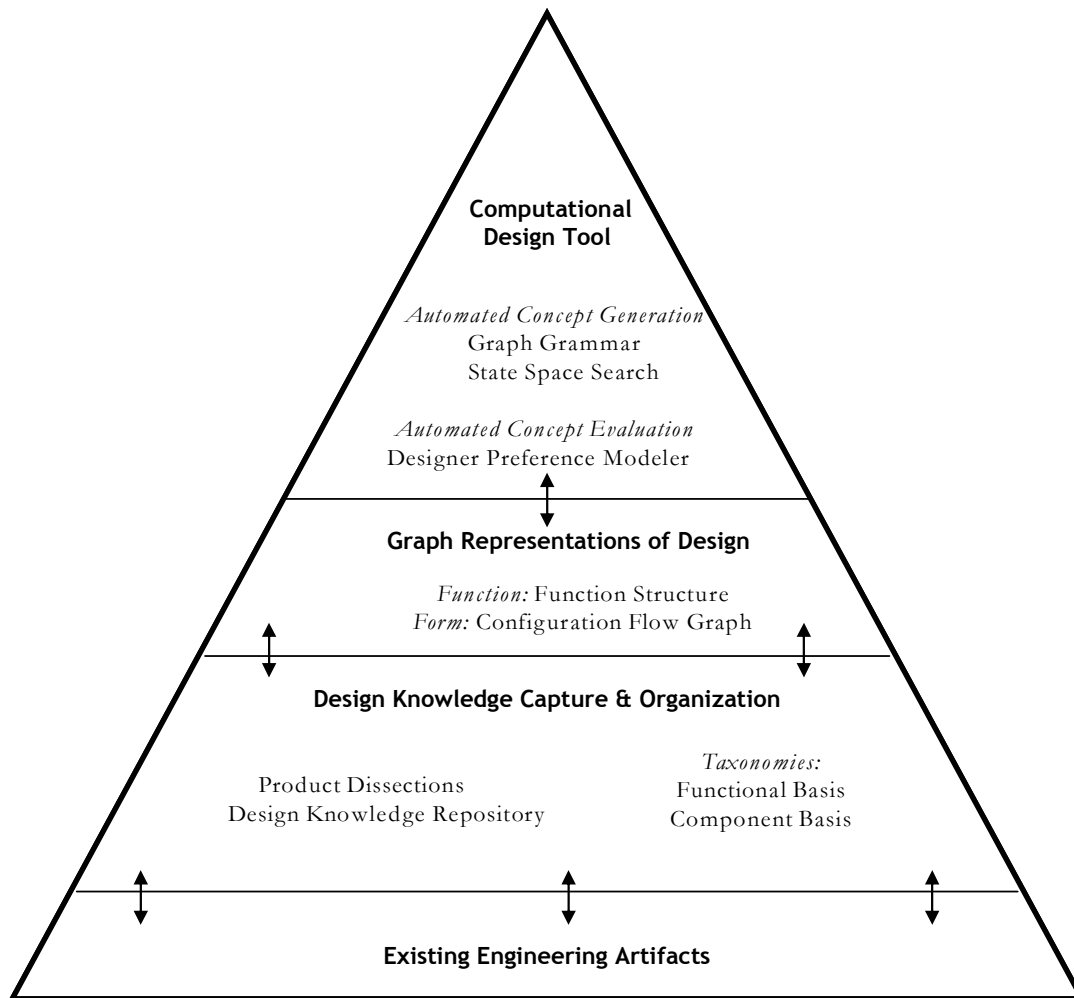 Computational
Design Tool
Automated Concept Generation
Graph Grammar
State Space Search
Automated Concept Evaluation
Designer Preference Modeler
Graph Representations of Design
Function: Function Structure
Form: Configuration Flow Graph
Design Knowledge Capture & Organization
Product Dissections
Design Knowledge Repository
Taxonomies:
Functional Basis
Component Basis
Existing Engineering Artifacts